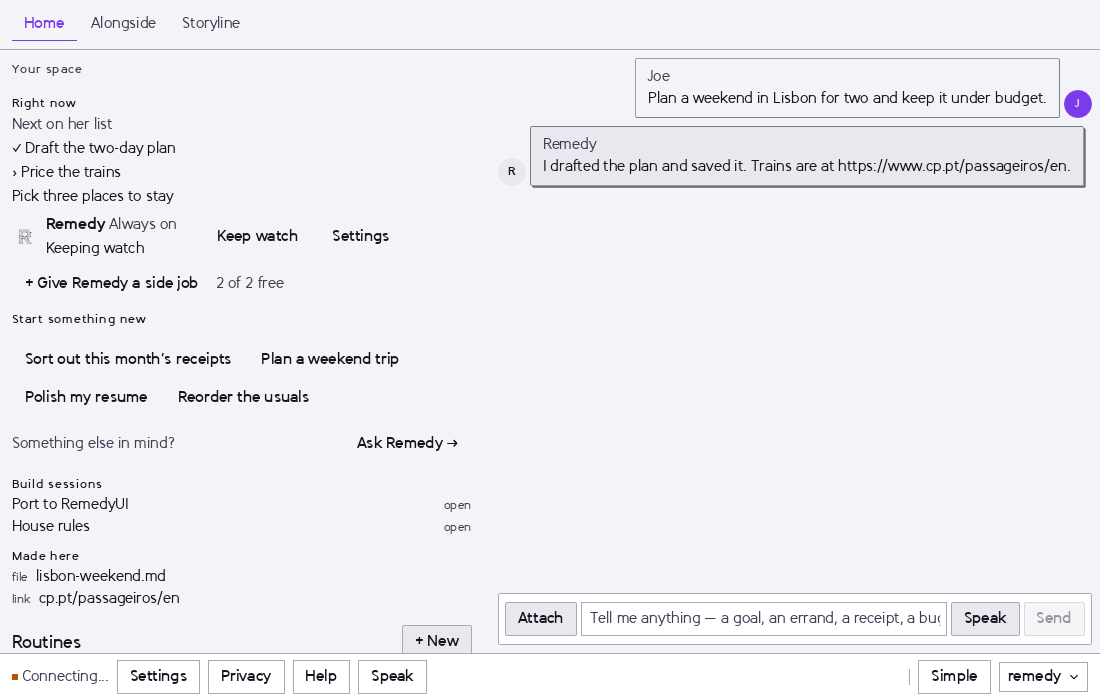 Home Alongside Storyline
Your space
Right now
Next on her list
✓ Draft the two-day plan
› Price the trains
Pick three places to stay
R
Remedy Always on
Keeping watch
Keep watch Settings
+ Give Remedy a side job 2 of 2 free
Start something new
Sort out this month's receipts Plan a weekend trip
Polish my resume Reorder the usuals
Something else in mind? Ask Remedy →
Build sessions
Port to RemedyUI open
House rules open
Made here
file lisbon-weekend.md
link cp.pt/passageiros/en
Routines + New
Joe
Plan a weekend in Lisbon for two and keep it under budget.
J
Remedy
I drafted the plan and saved it. Trains are at https://www.cp.pt/passageiros/en.
R
Attach Tell me anything — a goal, an errand, a receipt, a bug Speak Send
Connecting... Settings Privacy Help Speak Simple remedy